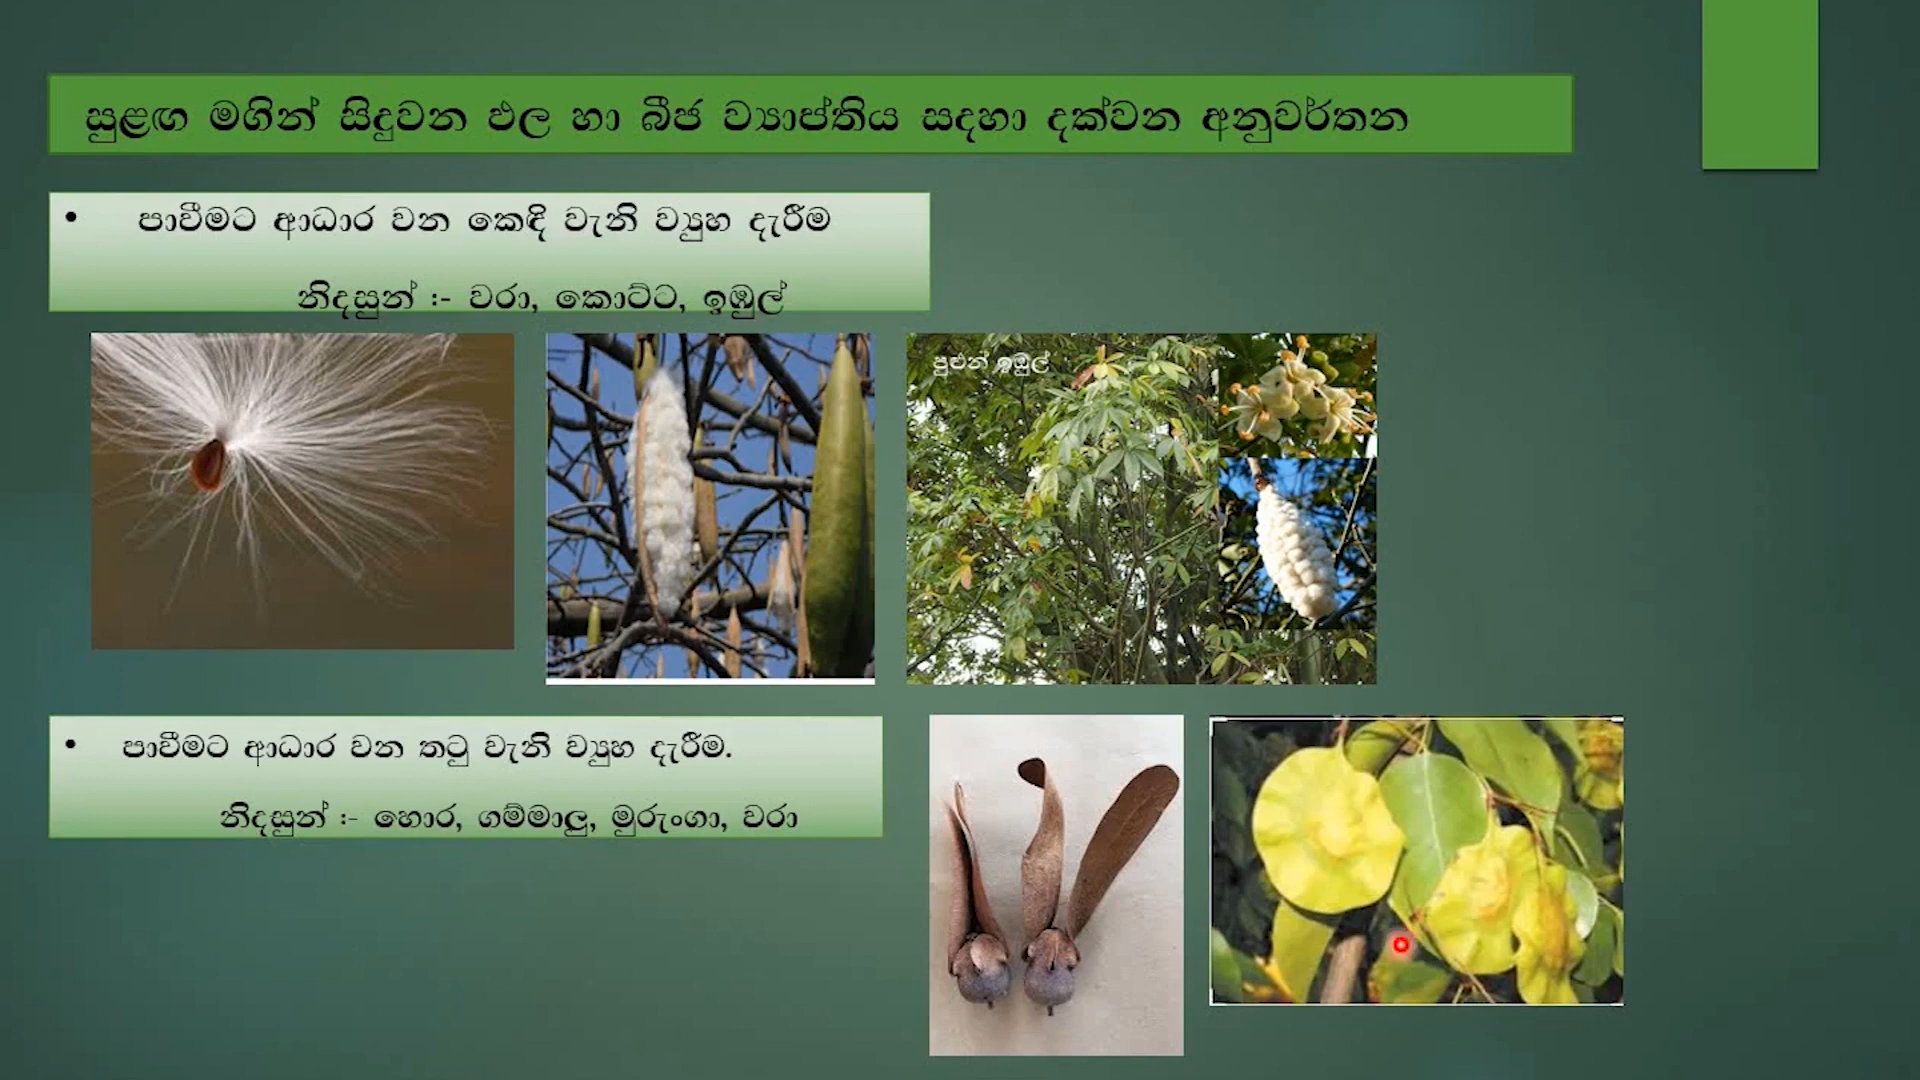 සුළඟ මගින් සිදුවන ඵල හා බීජ ව්‍යාප්තිය සදහා දක්වන අනුවර්තන
• පාවීමට ආධාර වන කෙඳි වැනි ව්‍යුහ දැරීම
නිදසුන් :- වරා, කොට්ට, ඉඹුල්
පුළුන් ඉඹුල්
• පාවීමට ආධාර වන තටු වැනි ව්‍යුහ දැරීම.
නිදසුන් :- හොර, ගම්මාලු, මුරුංගා, වරා